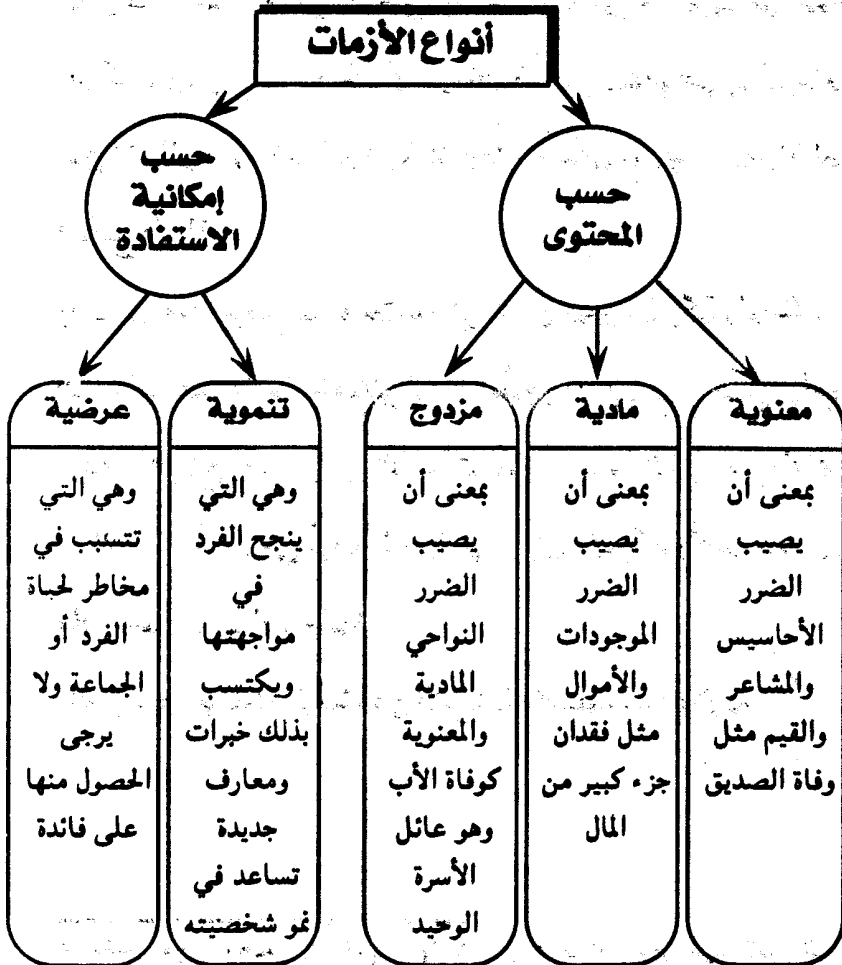 أنواع الأزمات
حسب
المحتوى
حسب
إمكانية
الاستفادة
معنوية
بمعنى أن
يصيب
الضرر
الأحاسيس
والمشاعر
والقيم مثل
وفاة الصديق
مادية
بمعنى أن
يصيب
الضرر
الموجودات
والأموال
مثل فقدان
جزء كبير من
المال
مزدوج
بمعنى أن
يصيب
الضرر
النواحي
المادية
والمعنوية
كوفاة الأب
وهو عائل
الأسرة
الوحيد
تنموية
وهي التي
ينجح الفرد
في
مواجهتها
ويكتسب
بذلك خبرات
ومعارف
جديدة
تساعد في
نمو شخصيته
عرضية
وهي التي
تتسبب في
مخاطر لحياة
الفرد أو
الجماعة ولا
يرجى
الحصول منها
على فائدة